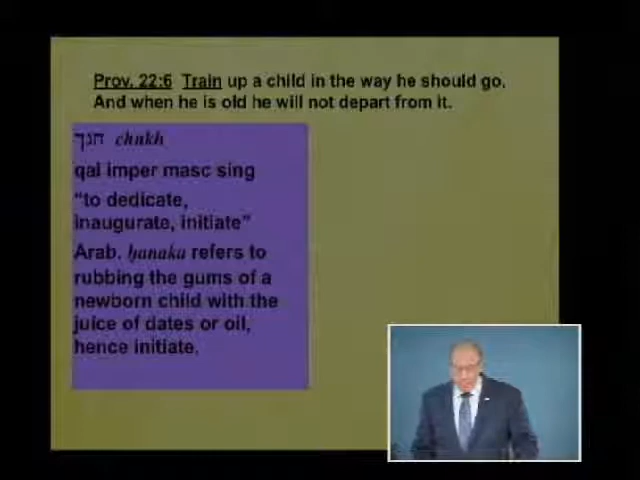 Prov. 22:6 Train up a child in the way he should go,
And when he is old he will not depart from it.
חנך chnkh
qal imper masc sing
“to dedicate,
inaugurate, initiate”
Arab. ḥanaka refers to
rubbing the gums of a
newborn child with the
juice of dates or oil,
hence initiate.